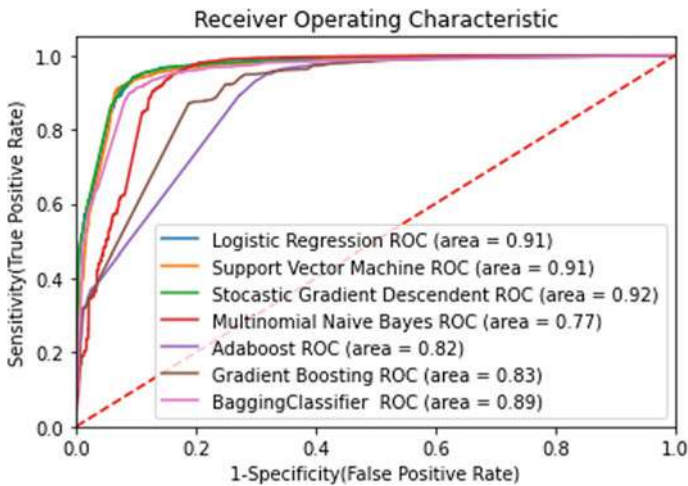 Receiver Operating Characteristic
Sensitivity(True Positive Rate)
1.0
0.8
0.6
0.4
0.2
0.0
Logistic Regression ROC (area = 0.91)
Support Vector Machine ROC (area = 0.91)
Stocastic Gradient Descendent ROC (area = 0.92)
Multinomial Naive Bayes ROC (area = 0.77)
Adaboost ROC (area = 0.82)
Gradient Boosting ROC (area = 0.83)
BaggingClassifier ROC (area = 0.89)
0.0 0.2 0.4 0.6 0.8 1.0
1-Specificity(False Positive Rate)